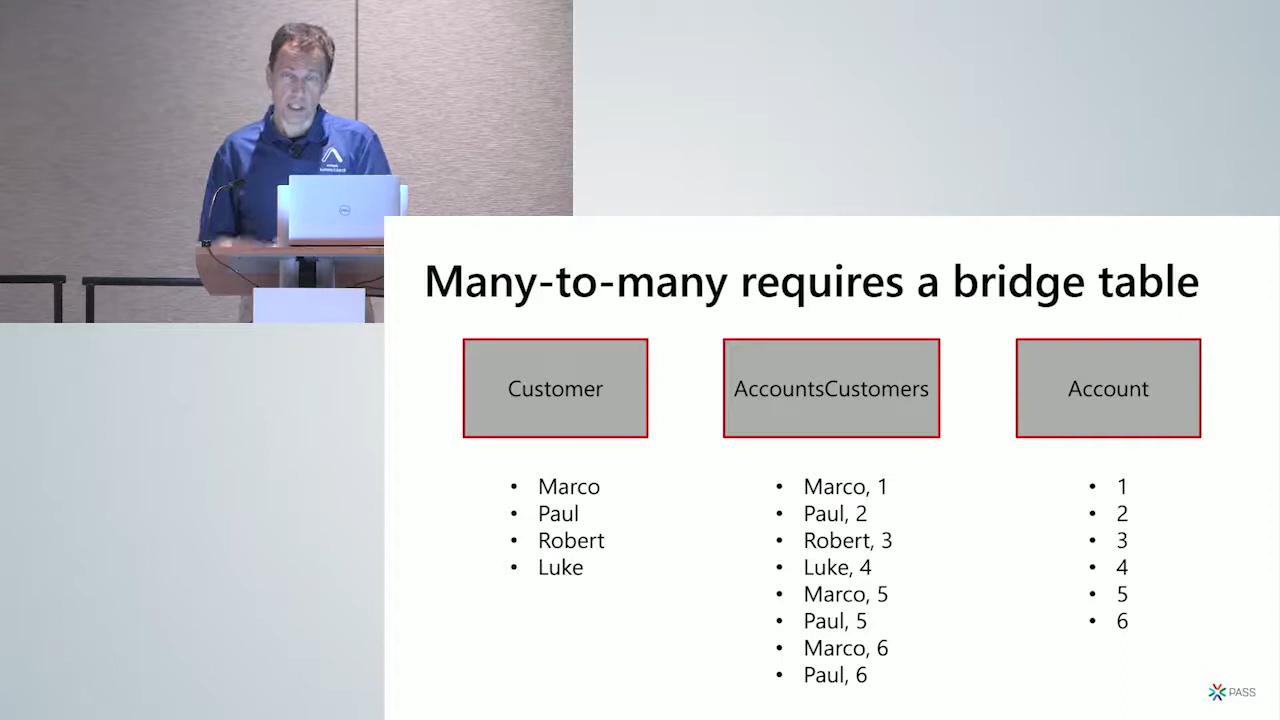 Many-to-many requires a bridge table
Customer
AccountsCustomers
Account
• Marco
• Paul
• Robert
• Luke
• Marco, 1
• Paul, 2
• Robert, 3
• Luke, 4
• Marco, 5
• Paul, 5
• Marco, 6
• Paul, 6
• 1
• 2
• 3
• 4
• 5
• 6
PASS